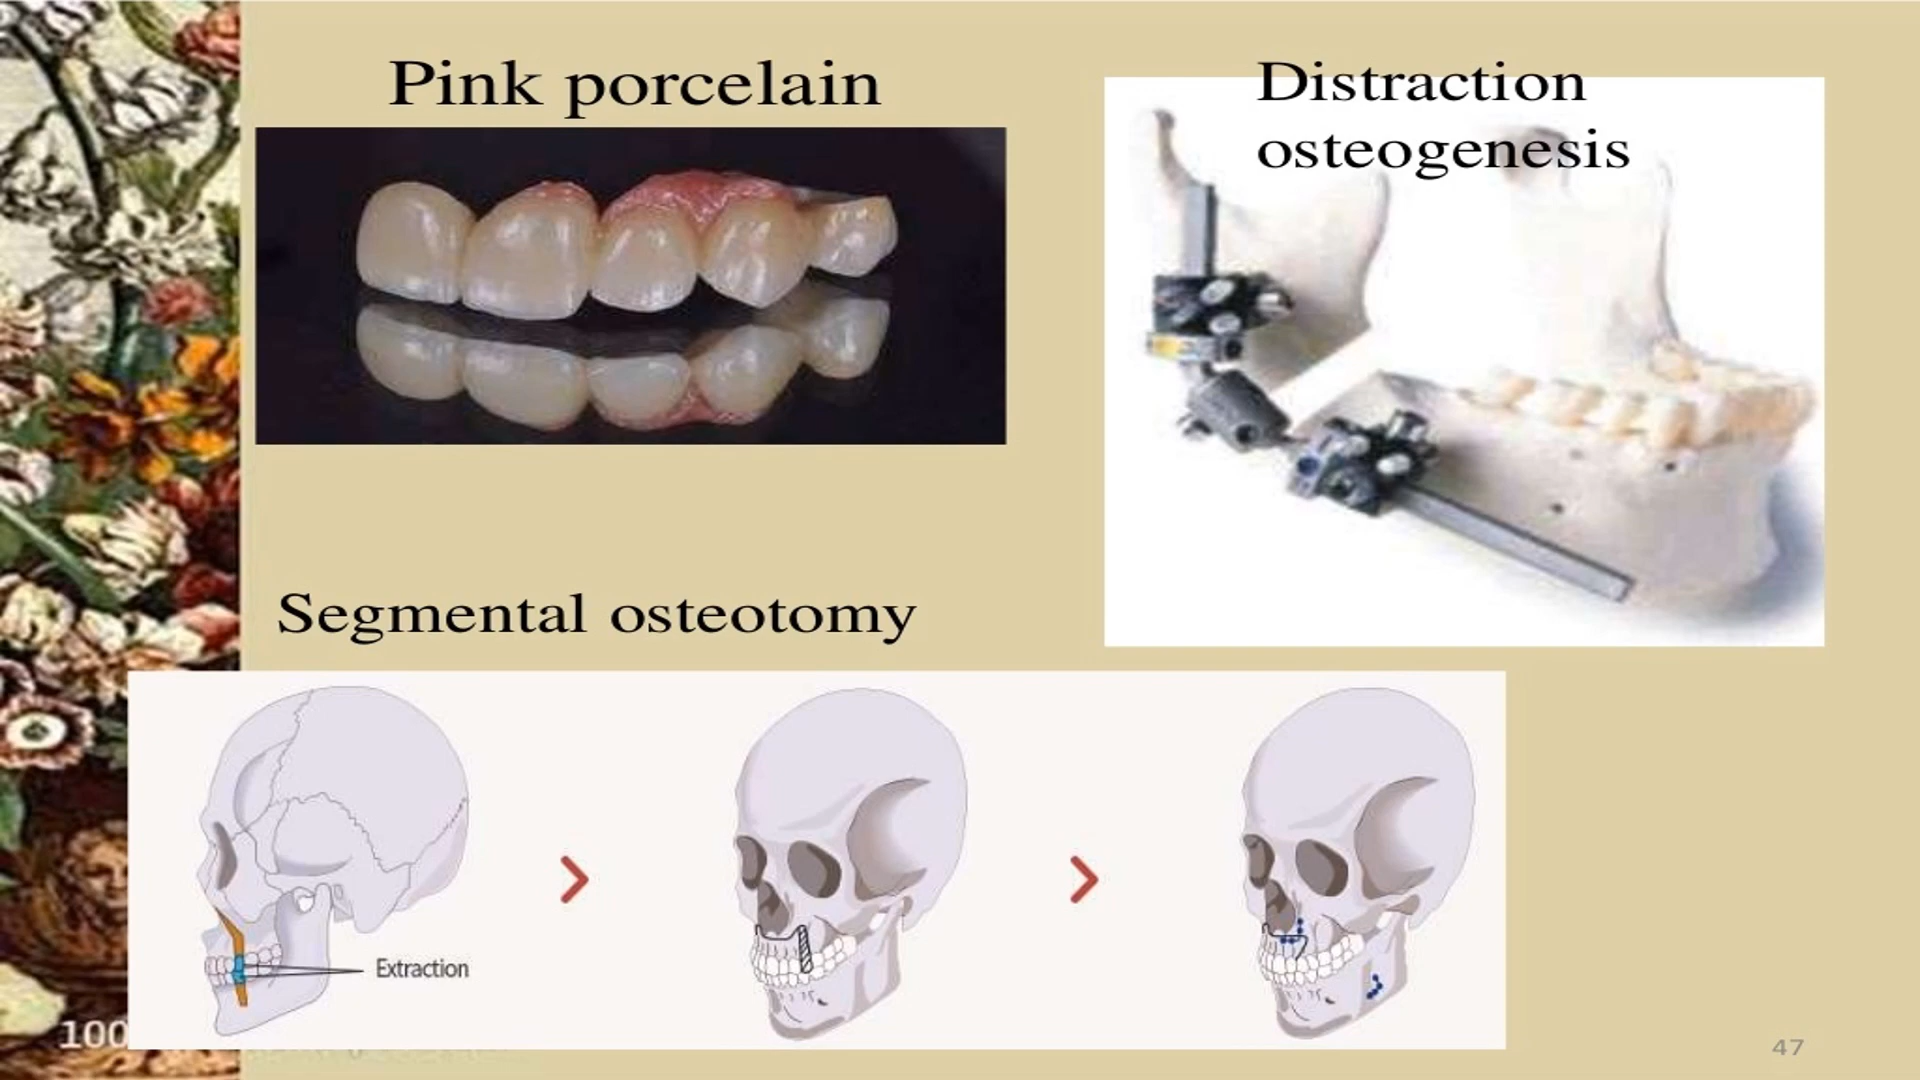 Pink porcelain
Distraction
osteogenesis
Segmental osteotomy
Extraction
100
47